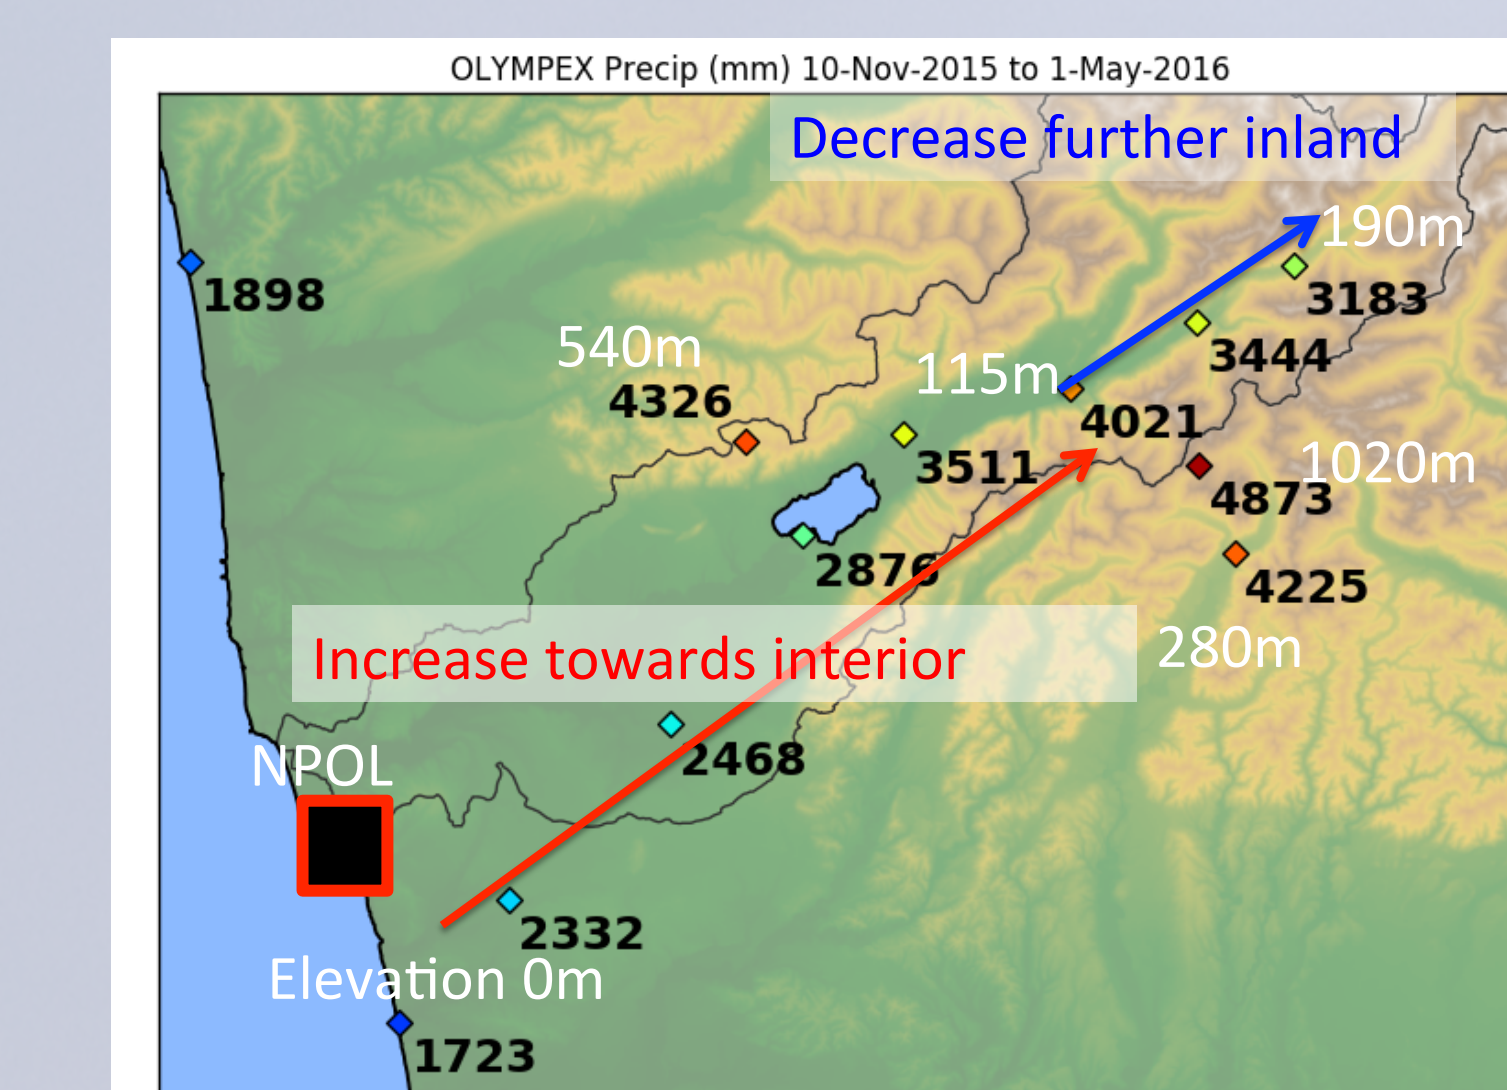 OLYMPEX Precip (mm) 10-Nov-2015 to 1-May-2016
Decrease further inland
190m
1898
3183
540m
3444
115m
4326
4021
3511
1020m
4873
2876
4225
Increase towards interior
280m
2468
NPOL
2332
Elevation 0m
1723